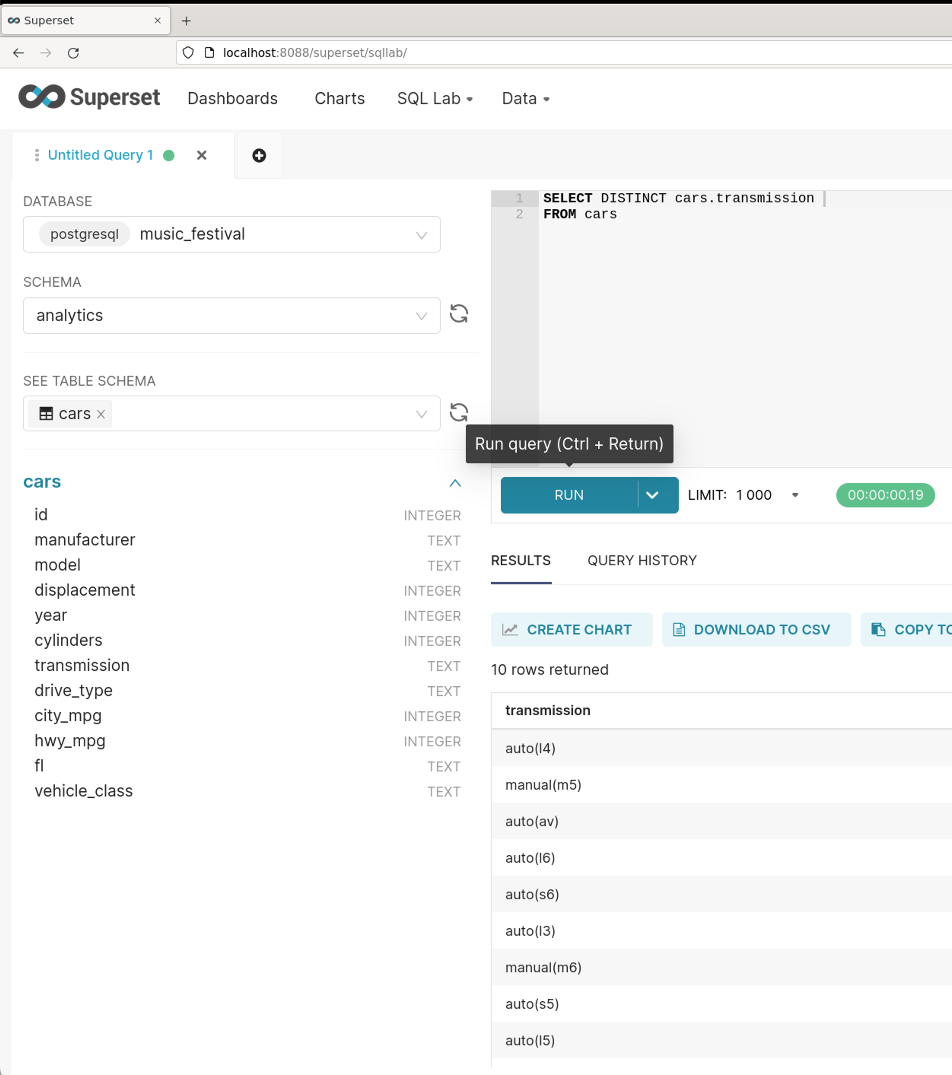 Superset
localhost:8088/superset/sqllab/
Superset Dashboards Charts SQL Lab Data
Untitled Query 1
DATABASE
postgresql music_festival
SCHEMA
analytics
SEE TABLE SCHEMA
cars
cars
id INTEGER
manufacturer TEXT
model TEXT
displacement INTEGER
year INTEGER
cylinders INTEGER
transmission TEXT
drive_type TEXT
city_mpg INTEGER
hwy_mpg INTEGER
fl TEXT
vehicle_class TEXT
1 SELECT DISTINCT cars.transmission
2 FROM cars
Run query (Ctrl + Return)
RUN LIMIT: 1 000 00:00:00.19
RESULTS QUERY HISTORY
CREATE CHART DOWNLOAD TO CSV COPY TO
10 rows returned
transmission
auto(l4)
manual(m5)
auto(av)
auto(l6)
auto(s6)
auto(l3)
manual(m6)
auto(s5)
auto(l5)